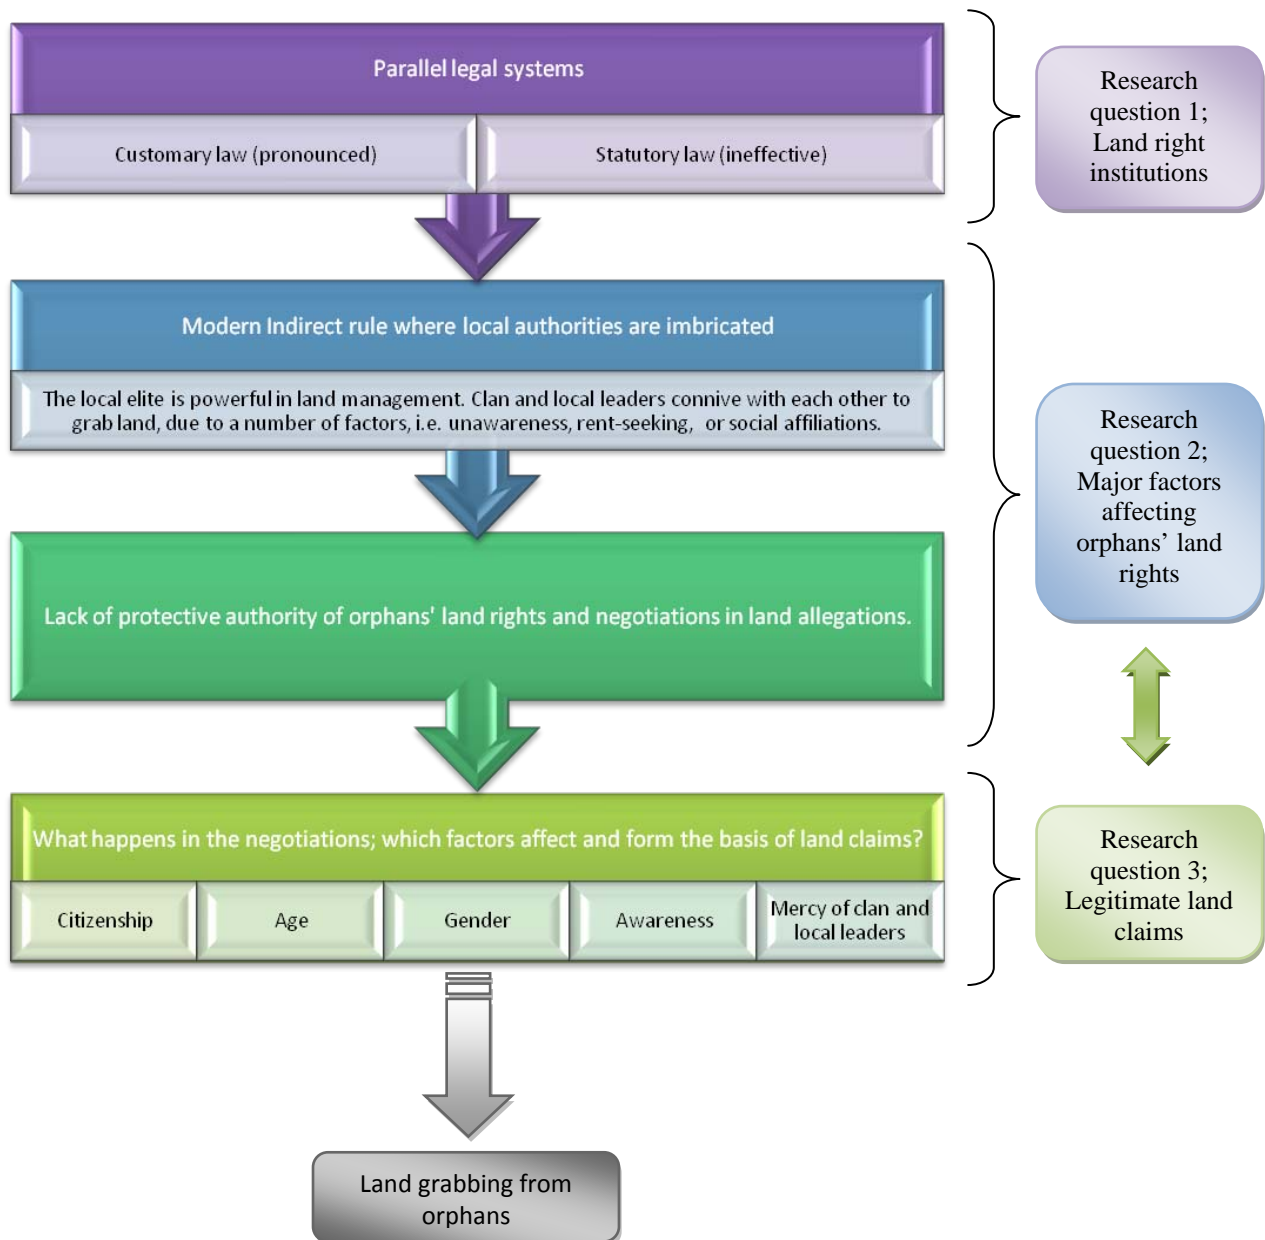 Parallel legal systems
Customary law (pronounced)
Statutory law (ineffective)
Research
question 1;
Land right
institutions
Modern Indirect rule where local authorities are imbricated
The local elite is powerful in land management. Clan and local leaders connive with each other to
grab land, due to a number of factors, i.e. unawareness, rent-seeking, or social affiliations.
Lack of protective authority of orphans' land rights and negotiations in land allegations.
Research
question 2;
Major factors
affecting
orphans’ land
rights
What happens in the negotiations; which factors affect and form the basis of land claims?
Citizenship
Age
Gender
Awareness
Mercy of clan and
local leaders
Research
question 3;
Legitimate land
claims
Land grabbing from
orphans